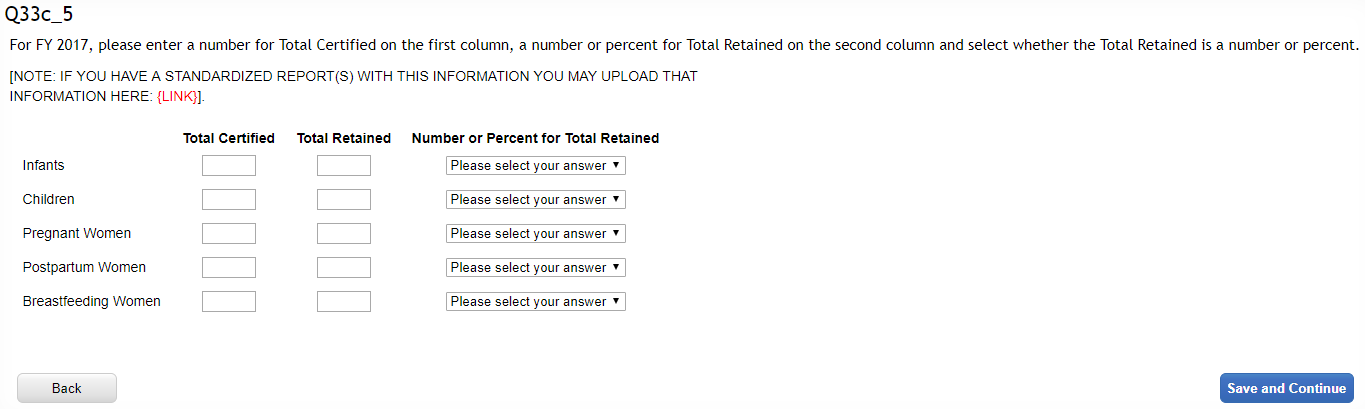 Q33c_5
For FY 2017, please enter a number for Total Certified on the first column, a number or percent for Total Retained on the second column and select whether the Total Retained is a number or percent.
[NOTE: IF YOU HAVE A STANDARDIZED REPORT(S) WITH THIS INFORMATION YOU MAY UPLOAD THAT
INFORMATION HERE: {LINK}].
Total Certified Total Retained Number or Percent for Total Retained
Infants Please select your answer
Children Please select your answer
Pregnant Women Please select your answer
Postpartum Women Please select your answer
Breastfeeding Women Please select your answer
Back Save and Continue